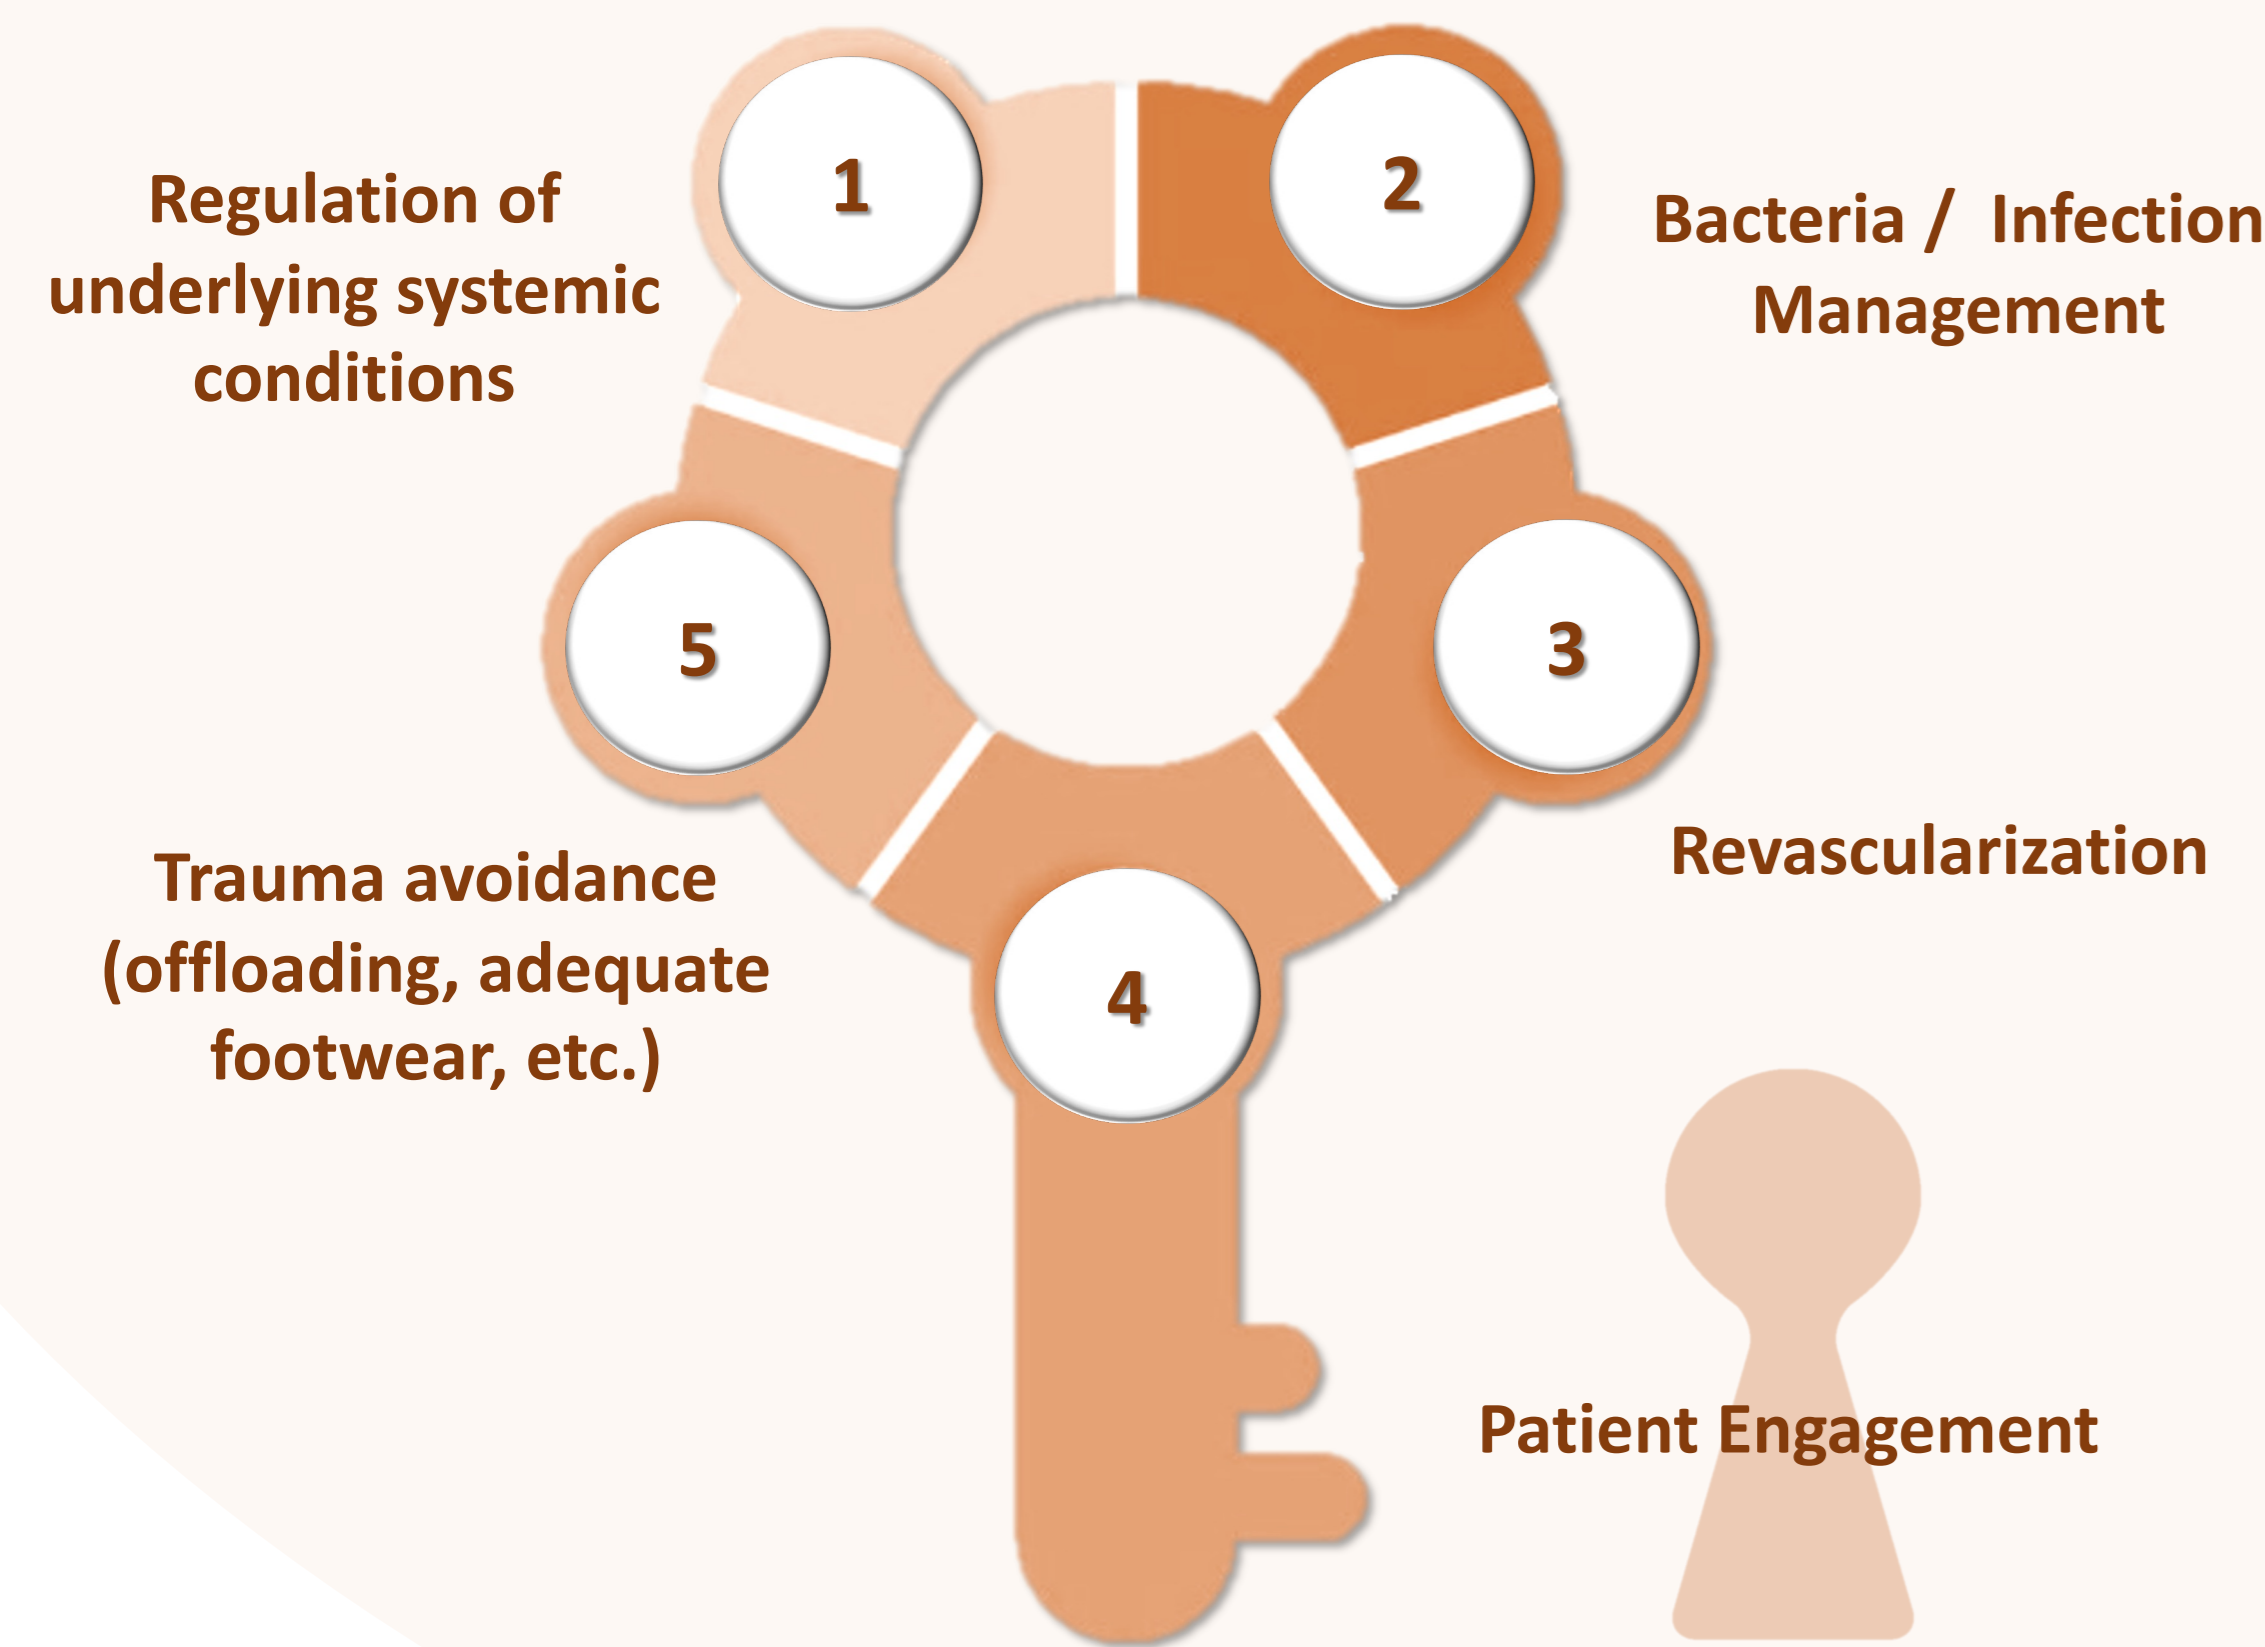 1
Regulation of
underlying systemic
conditions
2
Bacteria / Infection
Management
3
Revascularization
4
Patient Engagement
5
Trauma avoidance
(offloading, adequate
footwear, etc.)